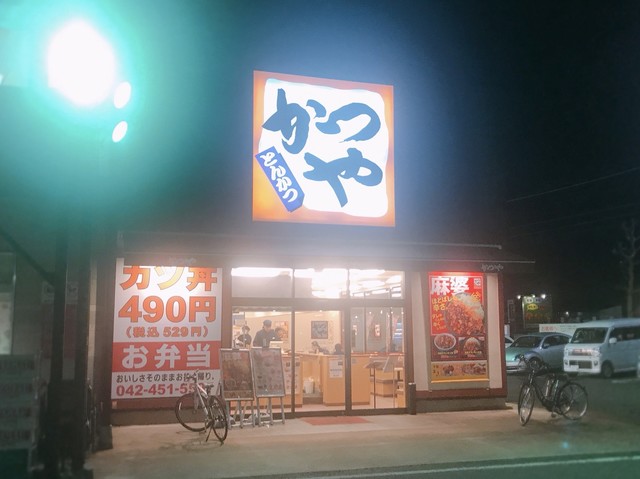 かつや
とんかつ
カツ丼
490円
(税込 529円)
お弁当
おいしさそのままお持ち帰り。
042-451-55
麻婆